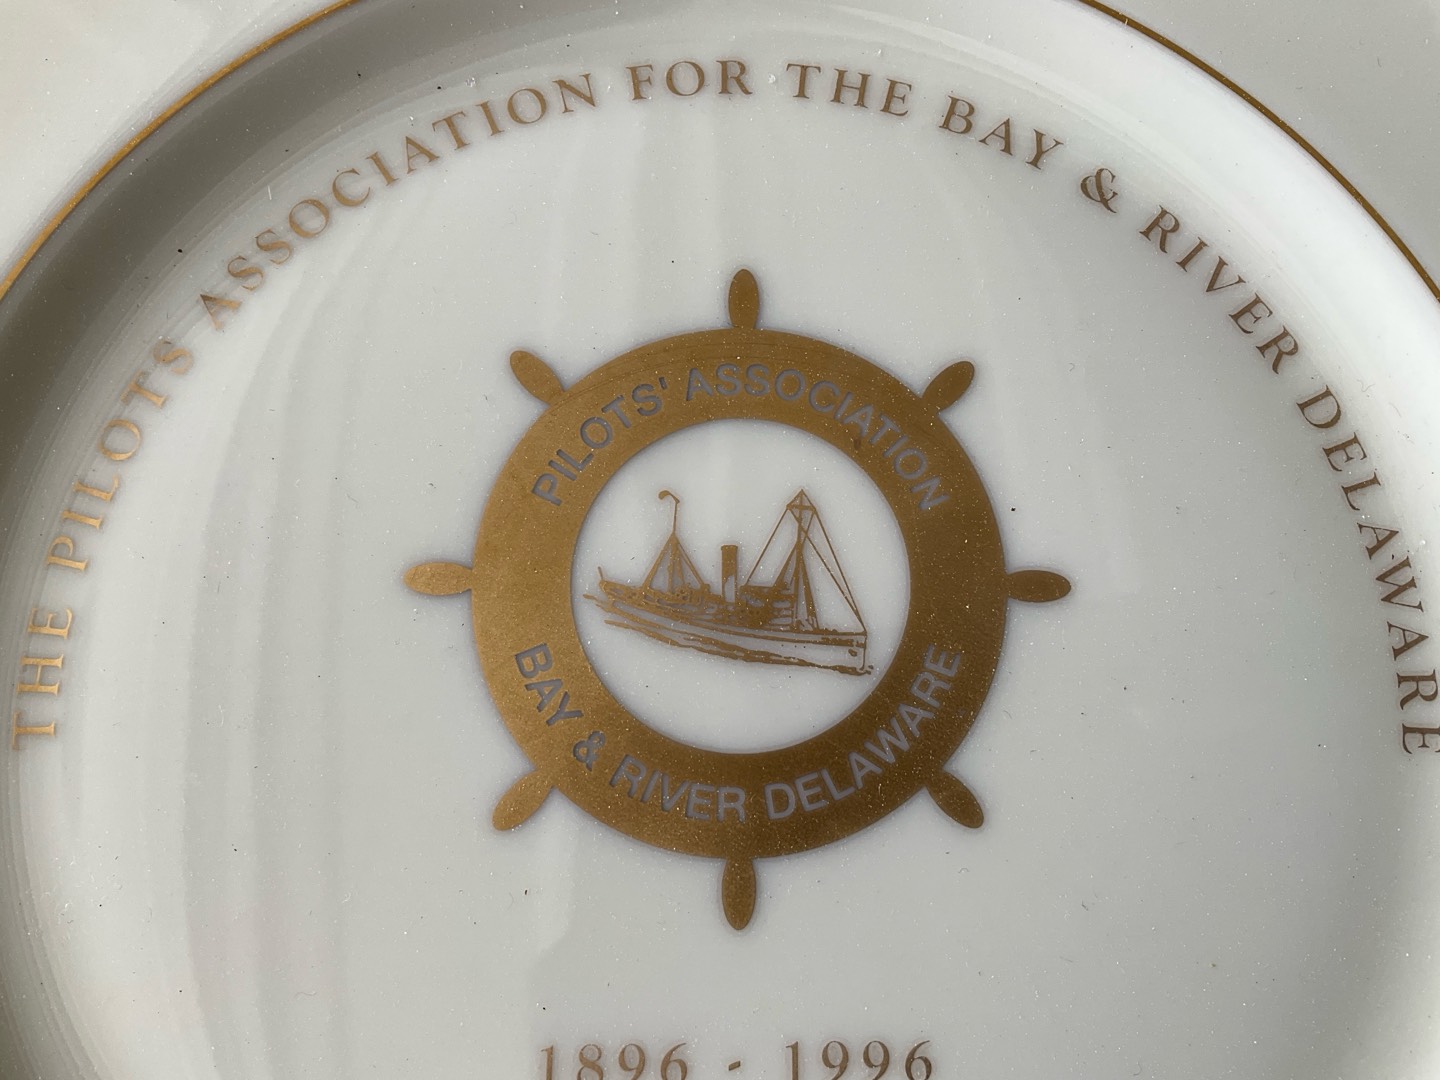 THE PILOTS ASSOCIATION FOR THE BAY & RIVER DELAWARE
PILOTS' ASSOCIATION
BAY & RIVER DELAWARE
1896 - 1996